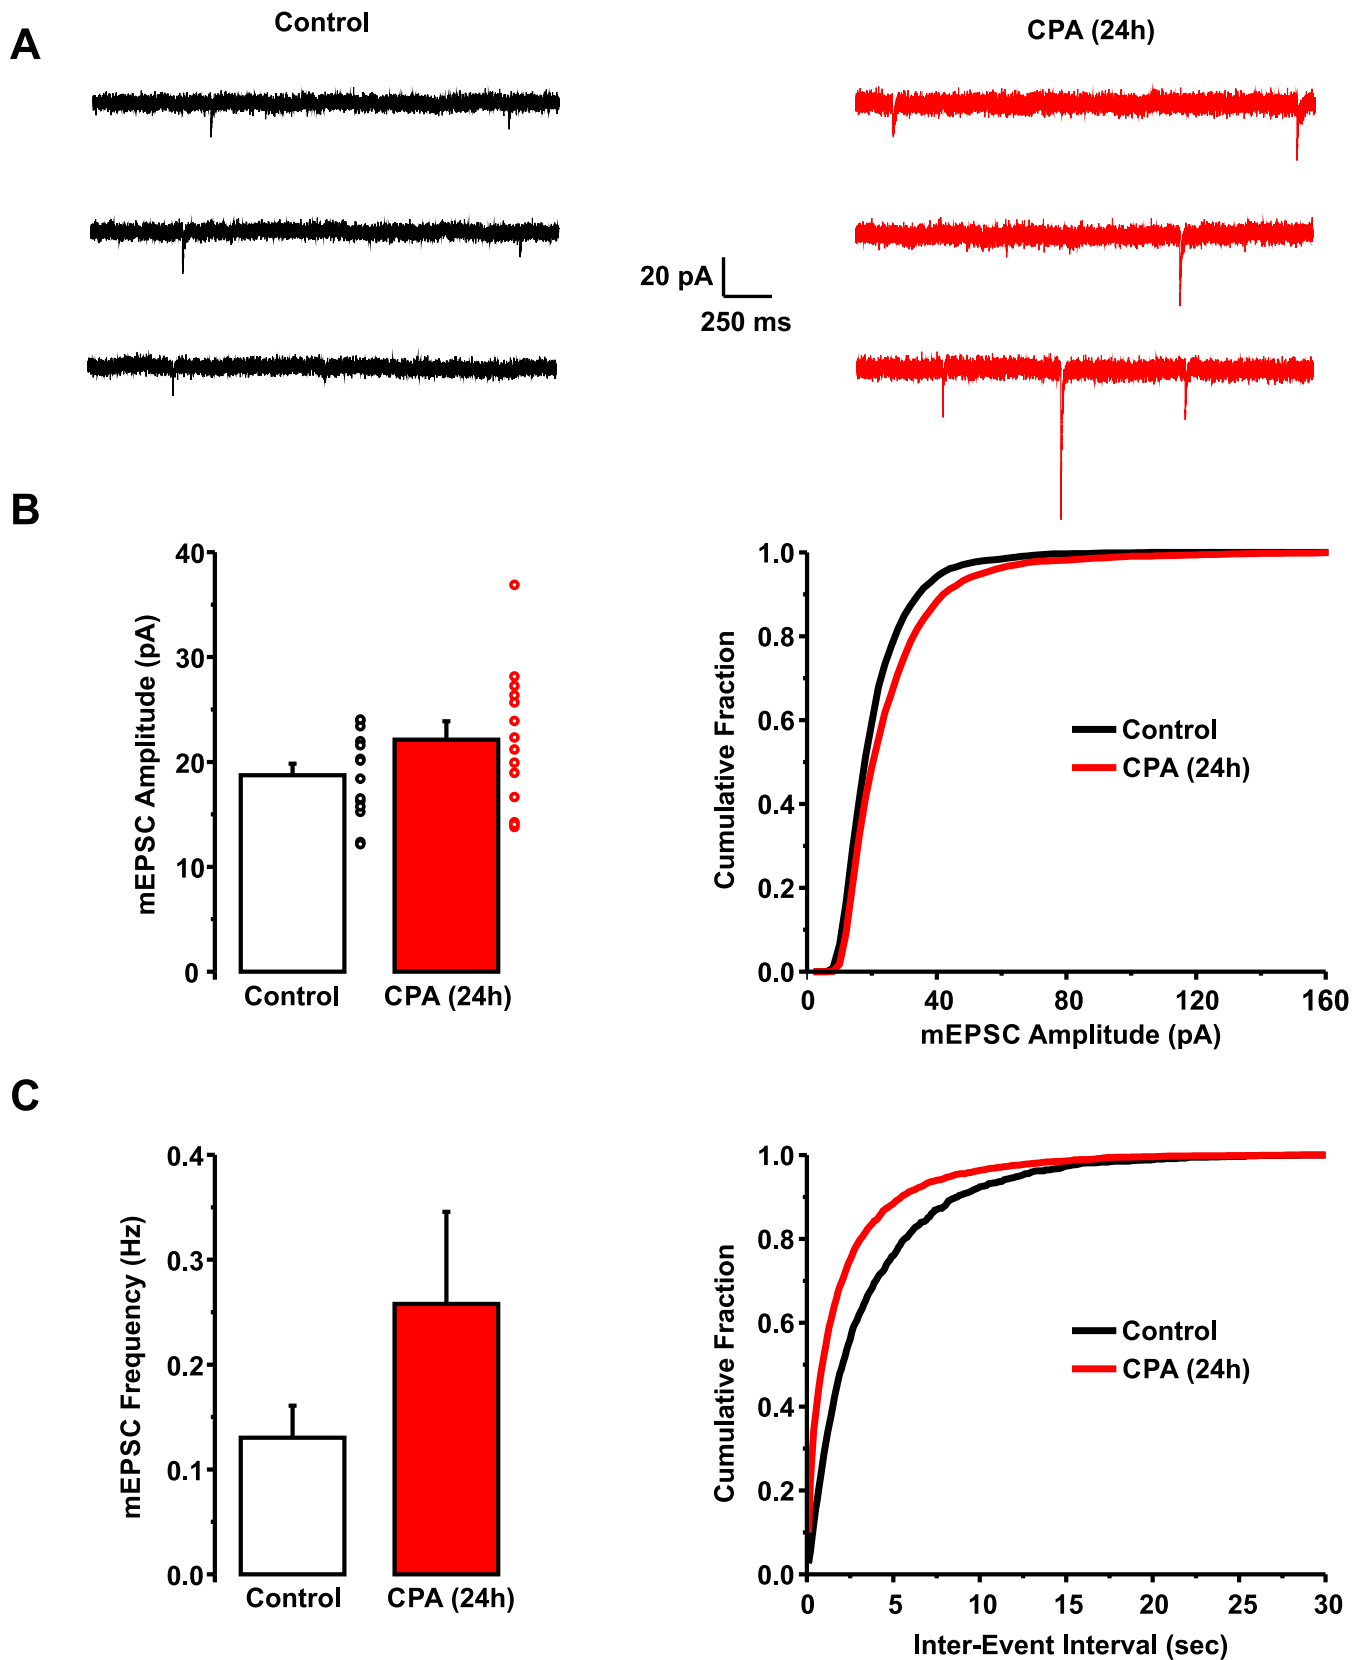 A
Control
CPA (24h)
20 pA
250 ms
B
mEPSC Amplitude (pA)
40
30
20
10
0
Control
CPA (24h)
Cumulative Fraction
1.0
0.8
0.6
0.4
0.2
0.0
Control
CPA (24h)
0
40
80
120
160
mEPSC Amplitude (pA)
C
mEPSC Frequency (Hz)
0.4
0.3
0.2
0.1
0.0
Control
CPA (24h)
Cumulative Fraction
1.0
0.8
0.6
0.4
0.2
0.0
Control
CPA (24h)
0
5
10
15
20
25
30
Inter-Event Interval (sec)